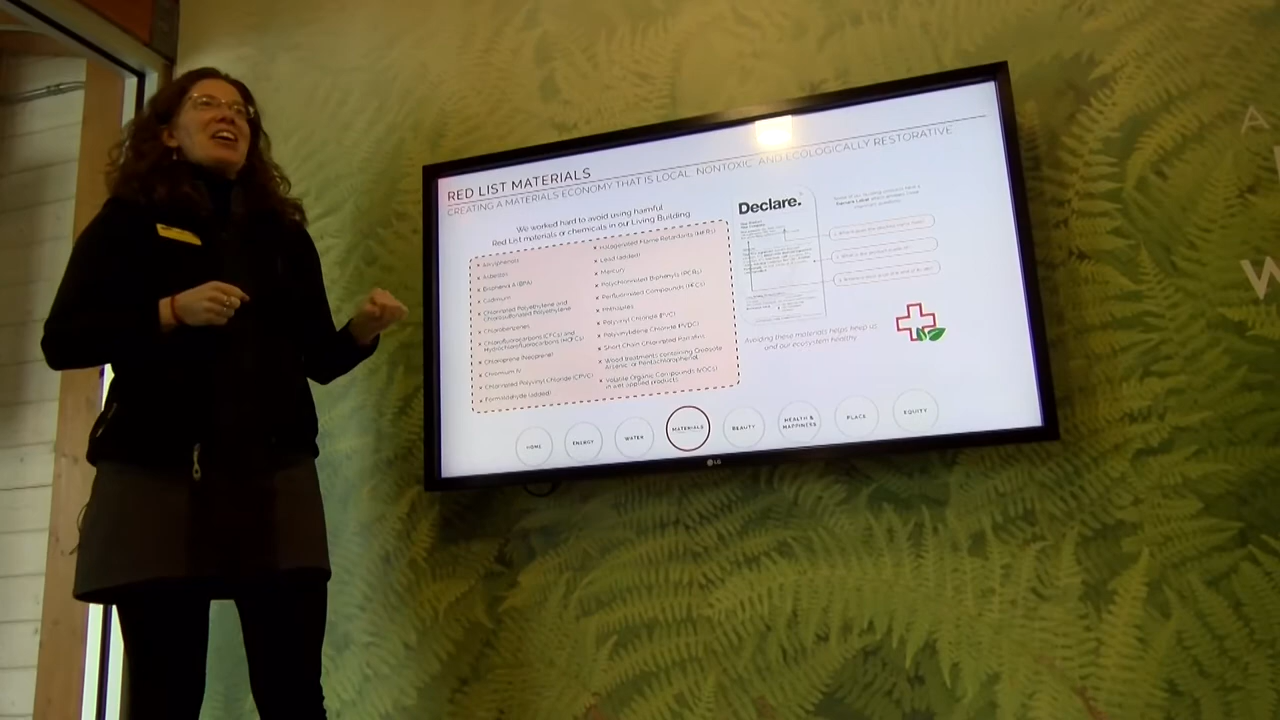 RED LIST MATERIALS
CREATING A MATERIALS ECONOMY THAT IS LOCAL, NONTOXIC, AND ECOLOGICALLY RESTORATIVE
We worked hard to avoid using harmful
Red List materials or chemicals in our Living Building
× Alkylphenols
× Asbestos
× Bisphenol A (BPA)
× Cadmium
× Chlorinated Polyethylene and
Chlorosulfonated Polyethylene
× Chlorobenzenes
× Chlorofluorocarbons (CFCs) and
Hydrochlorofluorocarbons (HCFCs)
× Chloroprene (Neoprene)
× Chromium VI
× Chlorinated Polyvinyl Chloride (CPVC)
× Formaldehyde (added)
× Halogenated Flame Retardants (HFRs)
× Lead (added)
× Mercury
× Polychlorinated Biphenyls (PCBs)
× Perfluorinated Compounds (PFCs)
× Phthalates
× Polyvinyl Chloride (PVC)
× Polyvinylidene Chloride (PVDC)
× Short Chain Chlorinated Paraffins
× Wood treatments containing Creosote
Arsenic or Pentachlorophenol
× Volatile Organic Compounds (VOCs)
in wet applied products
Declare.
Avoiding these materials helps keep us
and our ecosystem healthy
HOME
ENERGY
WATER
MATERIALS
BEAUTY
HEALTH &
HAPPINESS
PLACE
EQUITY
LG
A
W